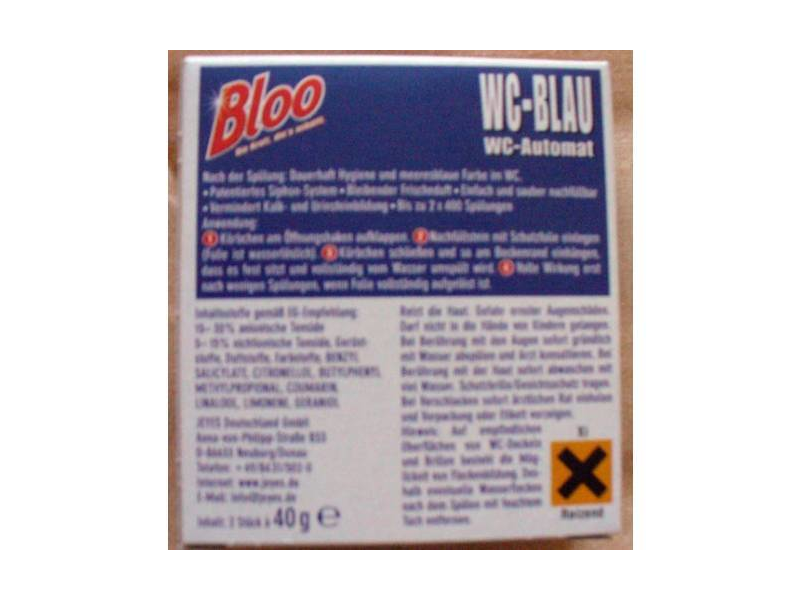 Bloo
WC-BLAU
WC-Automat
Nach der Spülung: Dauerhaft Hygiene und meeresblaue Farbe im WC.
• Patentiertes Siphon-System • Bleibender Frischeduft • Einfach und sauber nachfüllbar
• Vermindert Kalk- und Urinsteinbildung • Bis zu 2 x 400 Spülungen
Anwendung:
1 Körbchen am Öffnungshaken aufklappen. 2 Nachfüllstein mit Schutzfolie einlegen
(Folie ist wasserlöslich). 3 Körbchen schließen und so am Beckenrand einhängen,
dass es fest sitzt und vollständig vom Wasser umspült wird. 4 Volle Wirkung erst
nach wenigen Spülungen, wenn Folie vollständig aufgelöst ist.
Inhaltsstoffe gemäß EG-Empfehlung:
anionische Tenside
nichtionische Tenside, Gerüst-
stoffe, Duftstoffe, Farbstoffe, BENZYL
SALICYLATE, CITRONELLOL, BUTYLPHENYL
METHYLPROPIONAL, COUMARIN,
LINALOOL, LIMONENE, GERANIOL
JEYES Deutschland GmbH
Anna-von-Philipp-Straße
D-86633 Neuburg/Donau
Telefon:
Internet: www.jeyes.de
E-Mail: info@jeyes.de
Inhalt: 2 Stück à 40 g ℮
Reizt die Haut. Gefahr ernster Augenschäden.
Darf nicht in die Hände von Kindern gelangen.
Bei Berührung mit den Augen sofort gründlich
mit Wasser abspülen und Arzt konsultieren. Bei
Berührung mit der Haut sofort abwaschen mit
viel Wasser. Schutzbrille/Gesichtsschutz tragen.
Bei Verschlucken sofort ärztlichen Rat einholen
und Verpackung oder Etikett vorzeigen.
Hinweis: Auf empfindlichen
Oberflächen von WC-Deckeln
und Brillen besteht die Mög-
lichkeit von Fleckenbildung. Des-
halb eventuelle Wasserflecken
nach dem Spülen mit feuchtem
Tuch entfernen.
Xi
Reizend